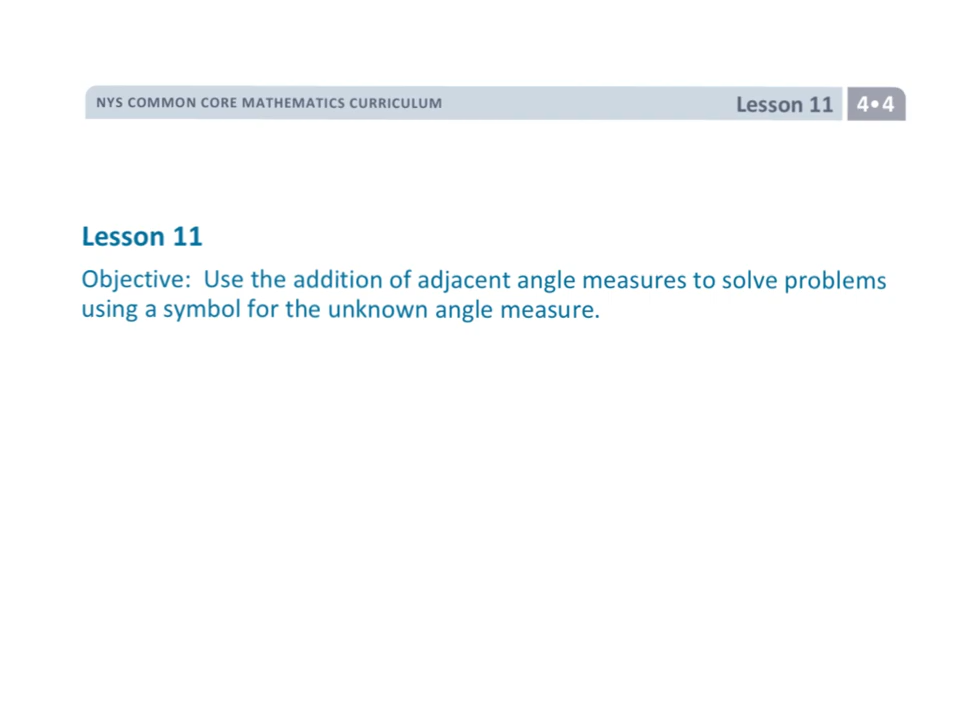 NYS COMMON CORE MATHEMATICS CURRICULUM
Lesson 11
4•4
Lesson 11
Objective:  Use the addition of adjacent angle measures to solve problems
using a symbol for the unknown angle measure.